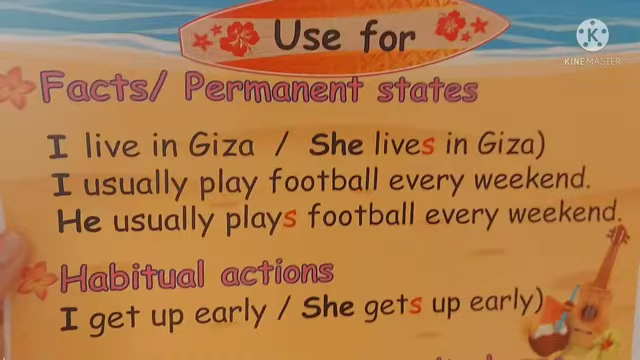 Use for
KINEMASTER
Facts/ Permanent states
I live in Giza / She lives in Giza)
I usually play football every weekend.
He usually plays football every weekend.
Habitual actions
I get up early / She gets up early)